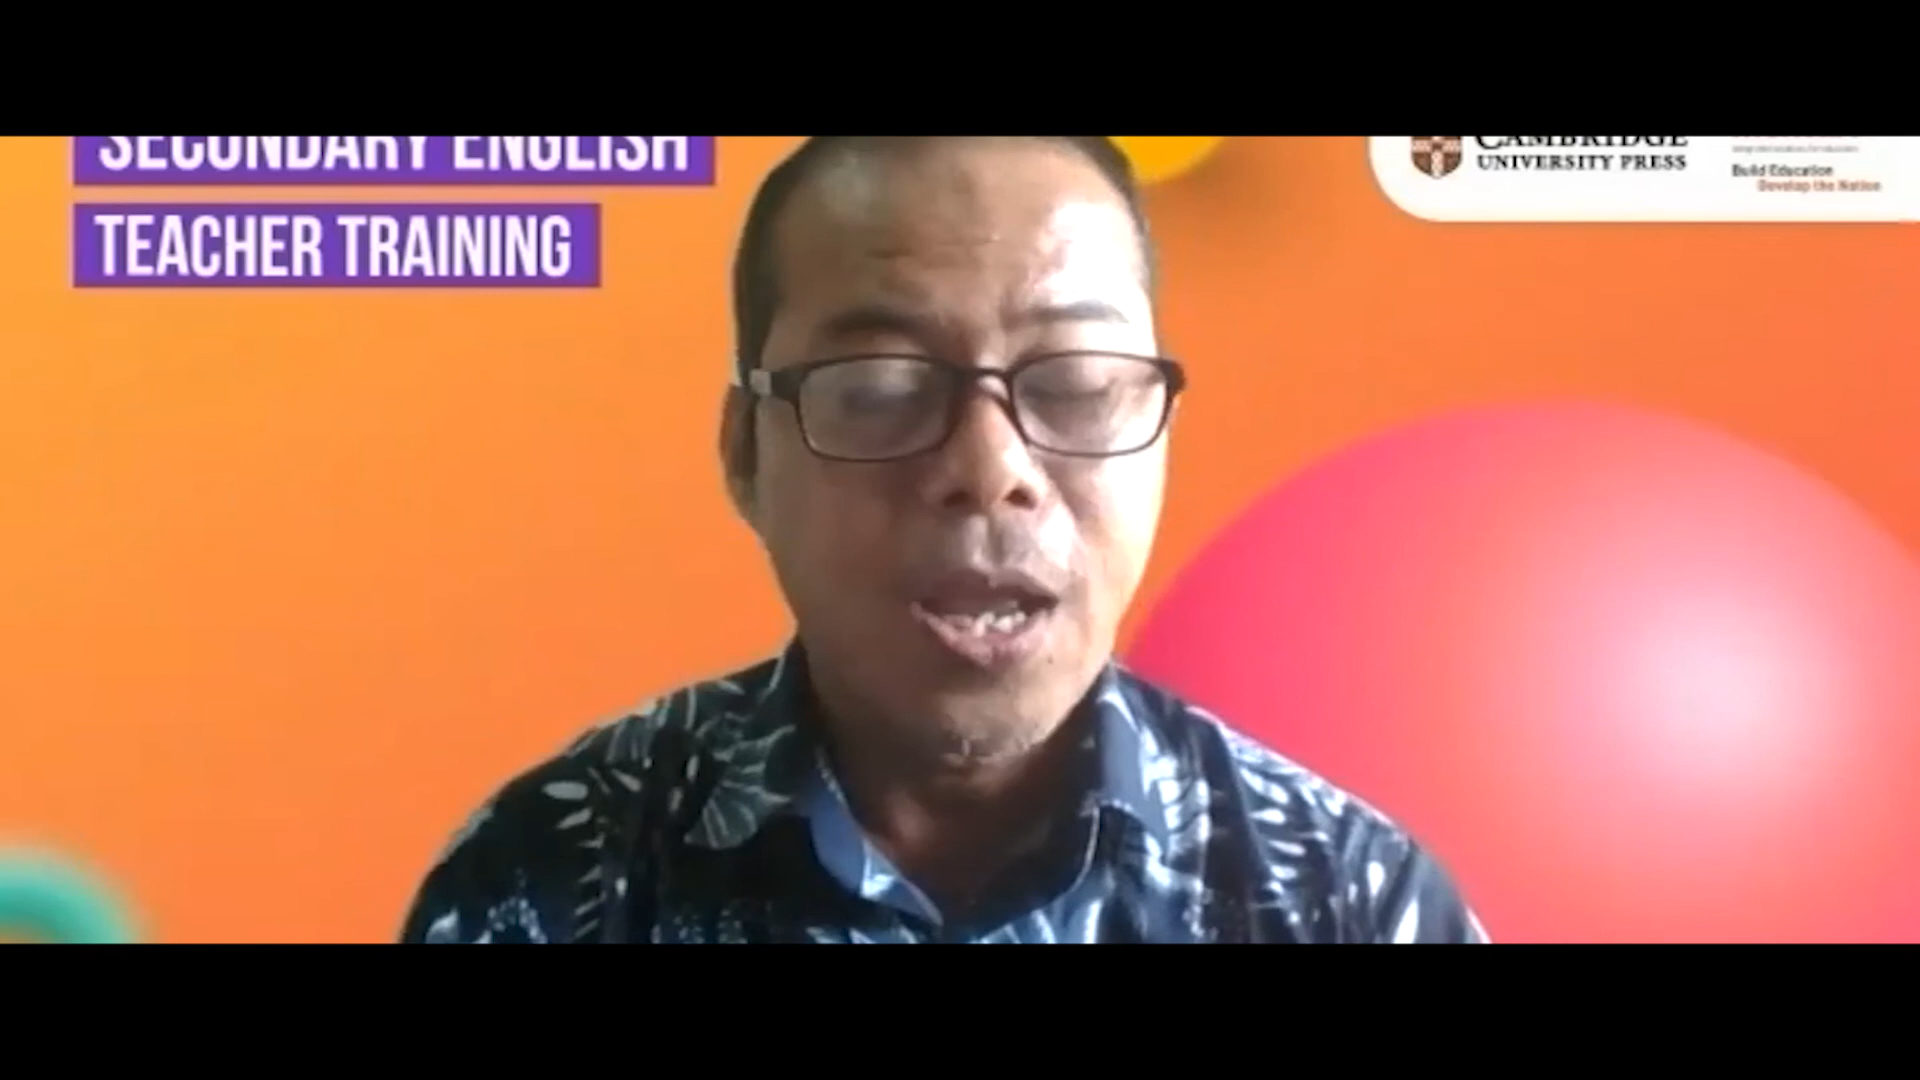 SECONDARY ENGLISH
TEACHER TRAINING
CAMBRIDGE
UNIVERSITY PRESS
Build Education
Develop the Nation